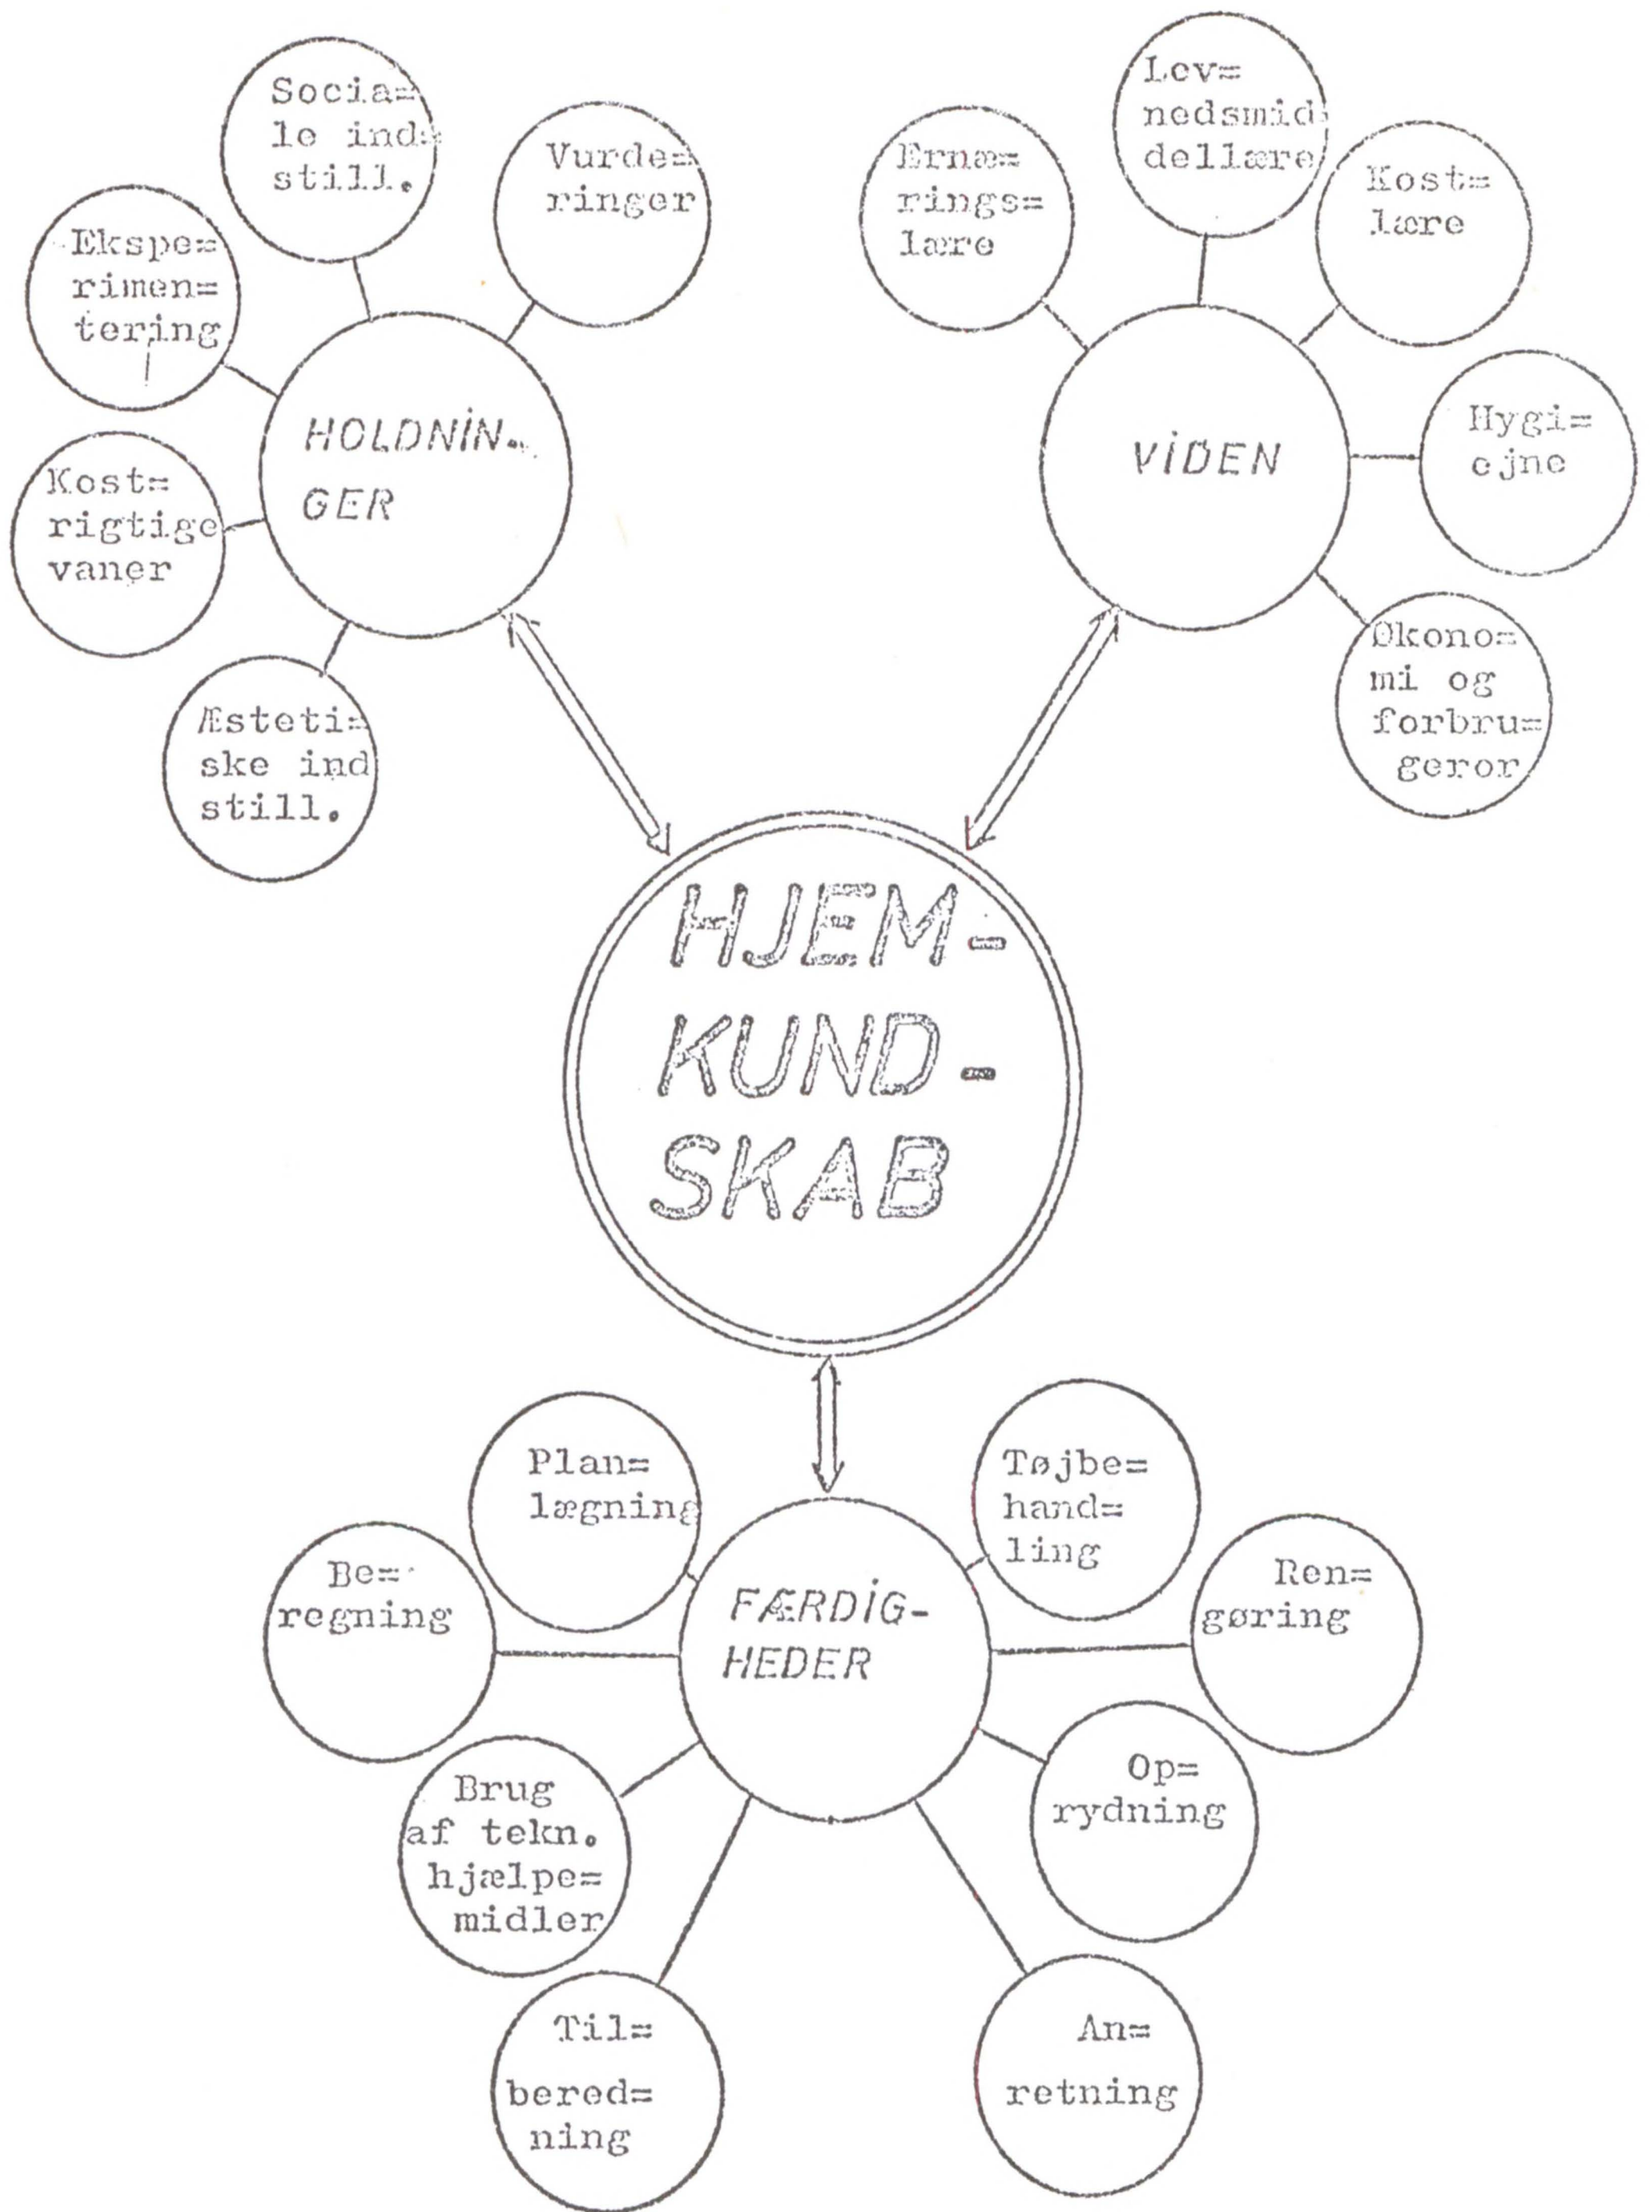 Socia=
le ind=
still.
Vurde=
ringer
Ekspe=
rimen=
tering
Kost=
rigtige
vaner
Æsteti=
ske ind
still.
HOLDNIN-
GER
Ernæ=
rings=
lære
Lev=
nedsmid
dellære
Kost=
lære
Hygi=
ejne
Økono=
mi og
forbru=
geror
VIDEN
HJEM-
KUND-
SKAB
Plan=
lægning
Tøjbe=
hand=
ling
Be=
regning
FÆRDIG-
HEDER
Ren=
gøring
Brug
af tekn.
hjælpe=
midler
Op=
rydning
Til=
bered=
ning
An=
retning